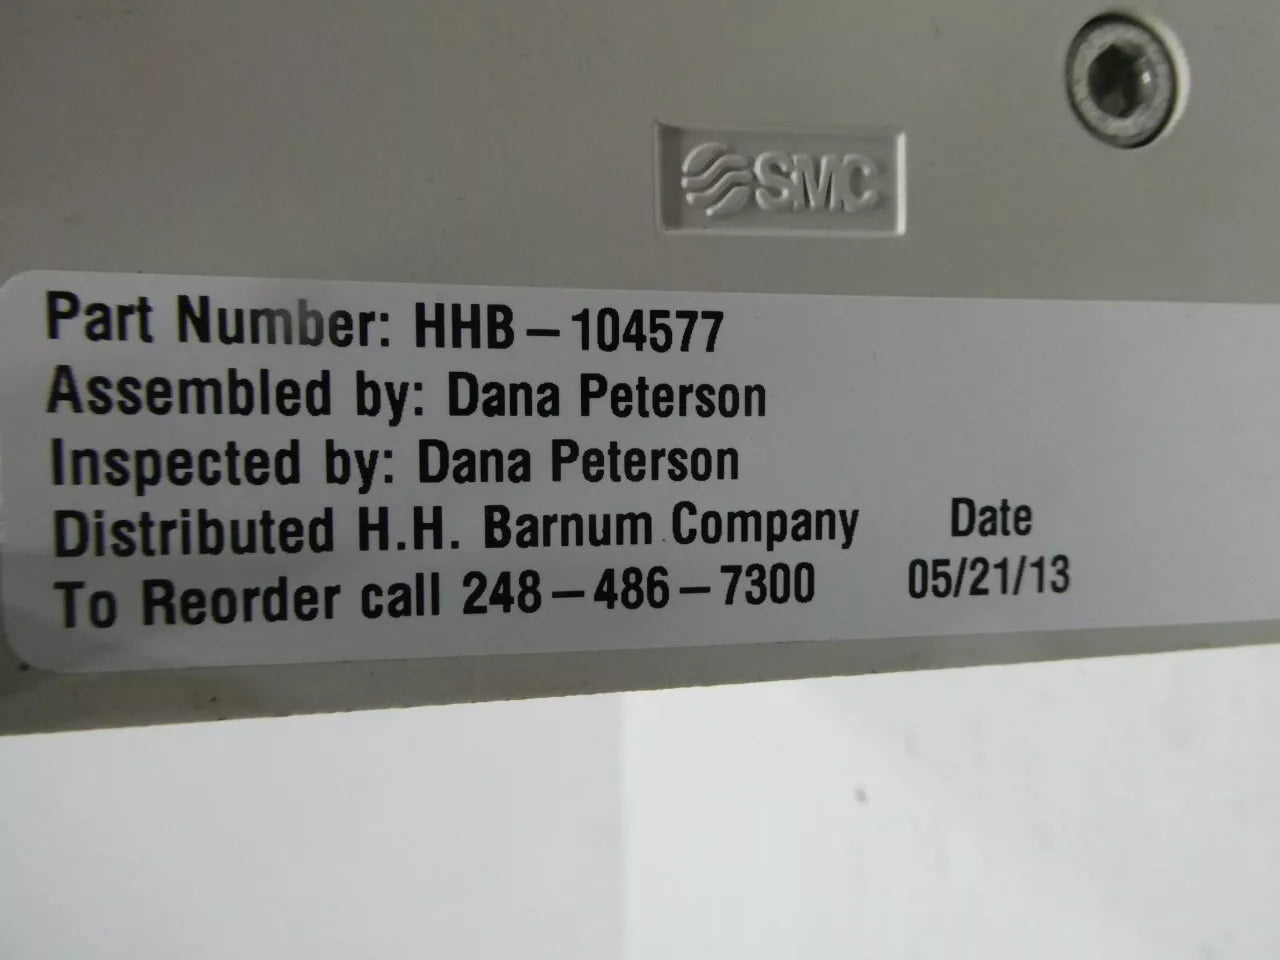 SMC
Part Number: HHB-104577
Assembled by: Dana Peterson
Inspected by: Dana Peterson
Distributed H.H. Barnum Company Date
To Reorder call 248-486-7300 05/21/13